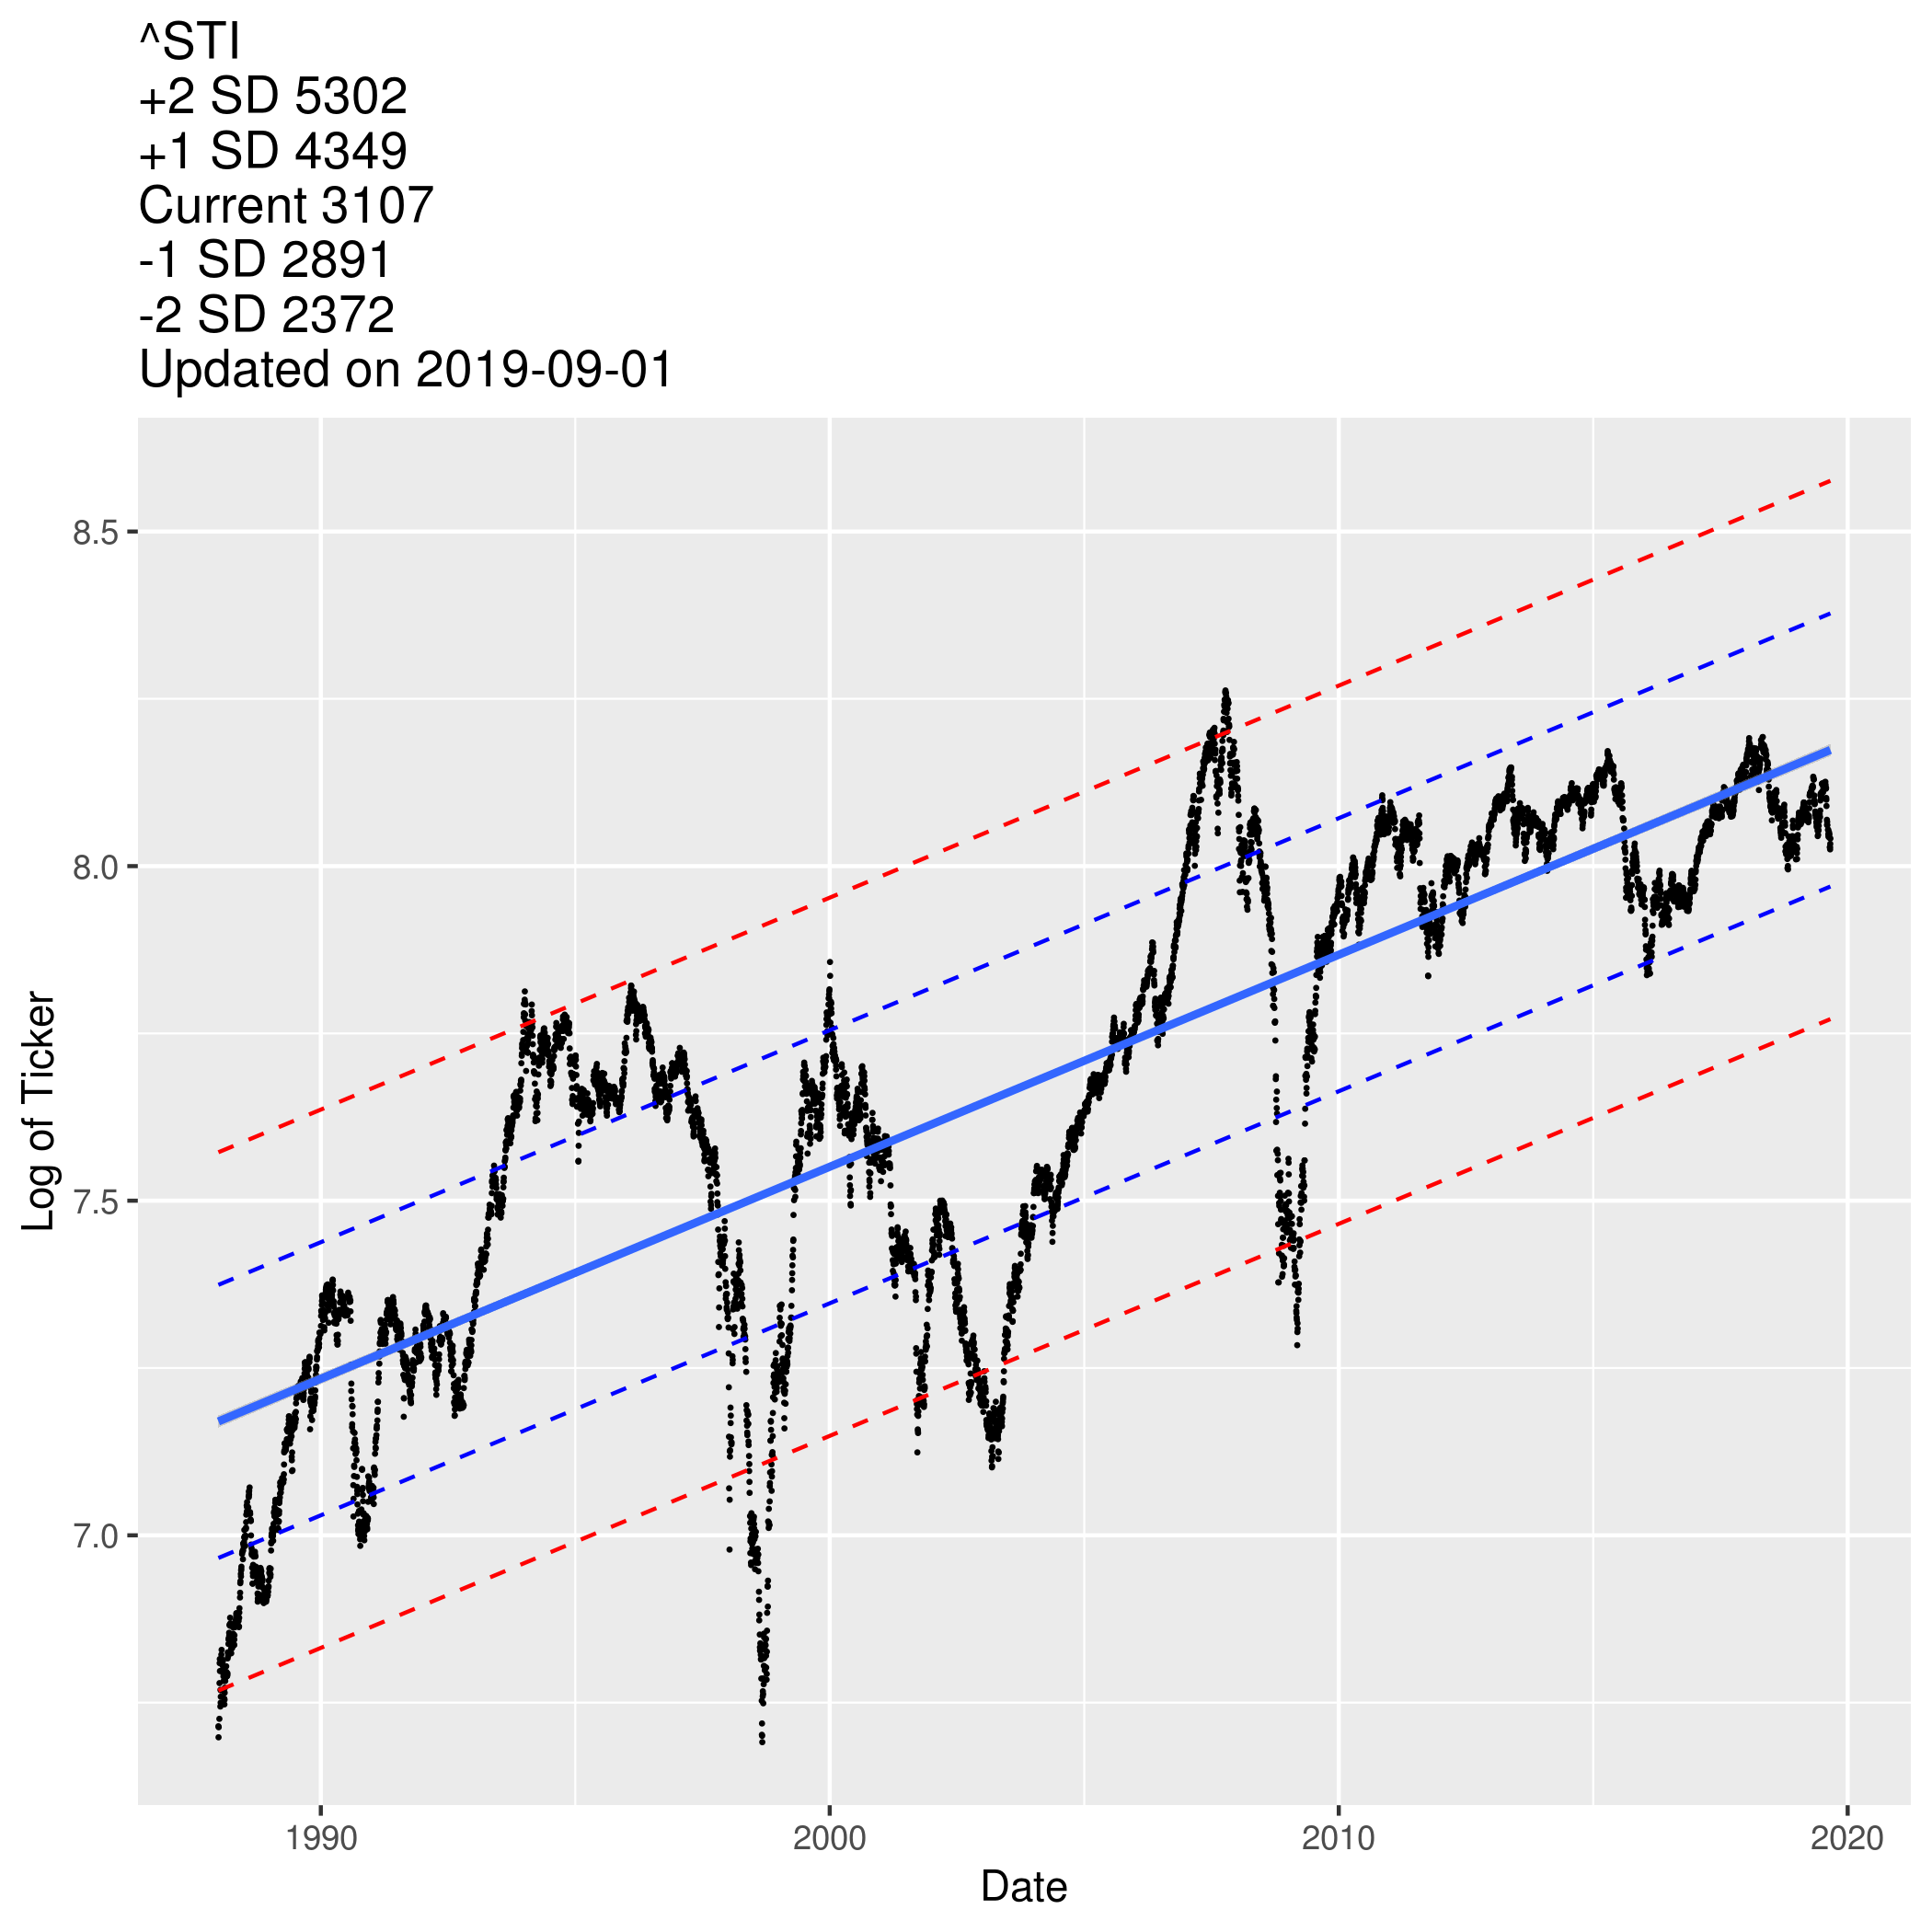 ^STI
+2 SD 5302
+1 SD 4349
Current 3107
-1 SD 2891
-2 SD 2372
Updated on 2019-09-01
8.5
8.0
7.5
7.0
Log of Ticker
1990
2000
2010
2020
Date